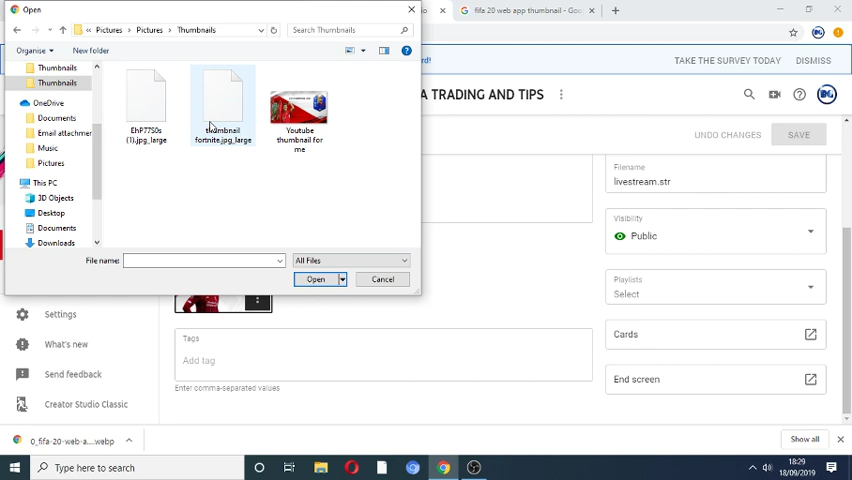 Open
fifa 20 web app thumbnail - Goo
« Pictures > Pictures > Thumbnails
Search Thumbnails
Organise
New folder
rd!
TAKE THE SURVEY TODAY
DISMISS
Thumbnails
Thumbnails
OneDrive
Documents
Email attachmer
Music
Pictures
This PC
3D Objects
Desktop
Documents
Downloads
EhP77S0s
(1).jpg_large
thumbnail
fortnite.jpg_large
Youtube
thumbnail for
me
A TRADING AND TIPS
UNDO CHANGES
SAVE
Filename
livestream.str
Visibility
Public
File name:
All Files
Open
Cancel
Playlists
Select
Settings
What's new
Send feedback
Creator Studio Classic
Tags
Add tag
Enter comma-separated values
Cards
End screen
0_fifa-20-web-a....webp
Show all
Type here to search
18:29
18/09/2019